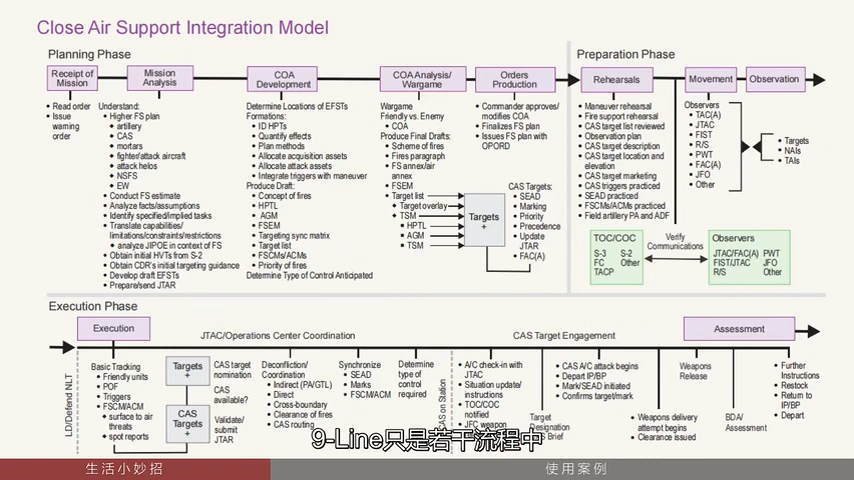 Close Air Support Integration Model
Planning Phase
Receipt of
Mission
• Read order
• Issue
warning
order
Mission
Analysis
Understand:
• Higher FS plan
◆ artillery
◆ CAS
◆ mortars
◆ fighter/attack aircraft
◆ attack helos
◆ NSFS
◆ EW
• Conduct FS estimate
• Analyze facts/assumptions
• Identify specified/implied tasks
• Translate capabilities/
limitations/constraints/restrictions
◆ analyze JIPOE in context of FS
• Obtain initial HVTs from S-2
• Obtain CDR's initial targeting guidance
• Develop draft EFSTs
• Prepare/send JTAR
COA
Development
Determine Locations of EFSTs
Formations:
• ID HPTs
• Quantify effects
• Plan methods
• Allocate acquisition assets
• Allocate attack assets
• Integrate triggers with maneuver
Produce Draft:
• Concept of fires
• HPTL
• AGM
• FSEM
• Targeting sync matrix
• Target list
• FSCMs/ACMs
• Priority of fires
Determine Type of Control Anticipated
COA Analysis/
Wargame
Wargame
Friendly vs. Enemy
• COA
Produce Final Drafts:
• Scheme of fires
• Fires paragraph
• FS annex/air
annex
• FSEM
• Target list
• Target overlay
• TSM
■ HPTL
■ AGM
■ TSM
Targets
+
Orders
Production
• Commander approves/
modifies COA
• Finalizes FS plan
• Issues FS plan with
OPORD
CAS Targets:
• SEAD
• Marking
• Priority
• Precedence
• Update
JTAR
• FAC(A)
Preparation Phase
Rehearsals
• Maneuver rehearsal
• Fire support rehearsal
• CAS target list reviewed
• Observation plan
• CAS target description
• CAS target location and
elevation
• CAS target marketing
• CAS triggers practiced
• SEAD practiced
• FSCMs/ACMs practiced
• Field artillery PA and ADF
Movement
Observers
• TAC(A)
• JTAC
• FIST
• R/S
• PWT
• FAC(A)
• JFO
• Other
Observation
• Targets
• NAIs
• TAIs
TOC/COC
S-3 S-2
FC Other
TACP
Verify
Communications
Observers
JTAC/FAC(A) PWT
FIST/JTAC JFO
R/S Other
Execution Phase
LD/Defend NLT
Execution
Basic Tracking
• Friendly units
• POF
• Triggers
• FSCM/ACM
◆ surface to air
threats
◆ spot reports
JTAC/Operations Center Coordination
Targets
+
CAS
Targets
+
CAS target
nomination
CAS
available?
Validate/
submit
JTAR
Deconfliction/
Coordination
• Indirect (PA/GTL)
• Direct
• Cross-boundary
• Clearance of fires
• CAS routing
Synchronize
• SEAD
• Marks
• FSCM/ACM
Determine
type of
control
required
CAS on Station
CAS Target Engagement
• A/C check-in with
JTAC
• Situation update/
instructions
• TOC/COC
notified
• JFC weapon
Target
Designation
Brief
• CAS A/C attack begins
• Depart IP/BP
• Mark/SEAD initiated
• Confirms target/mark
• Weapons delivery
attempt begins
• Clearance issued
Weapons
Release
BDA/
Assessment
Assessment
• Further
Instructions
• Restock
• Return to
IP/BP
• Depart
9-Line只是若干流程中
生活小妙招
使用案例